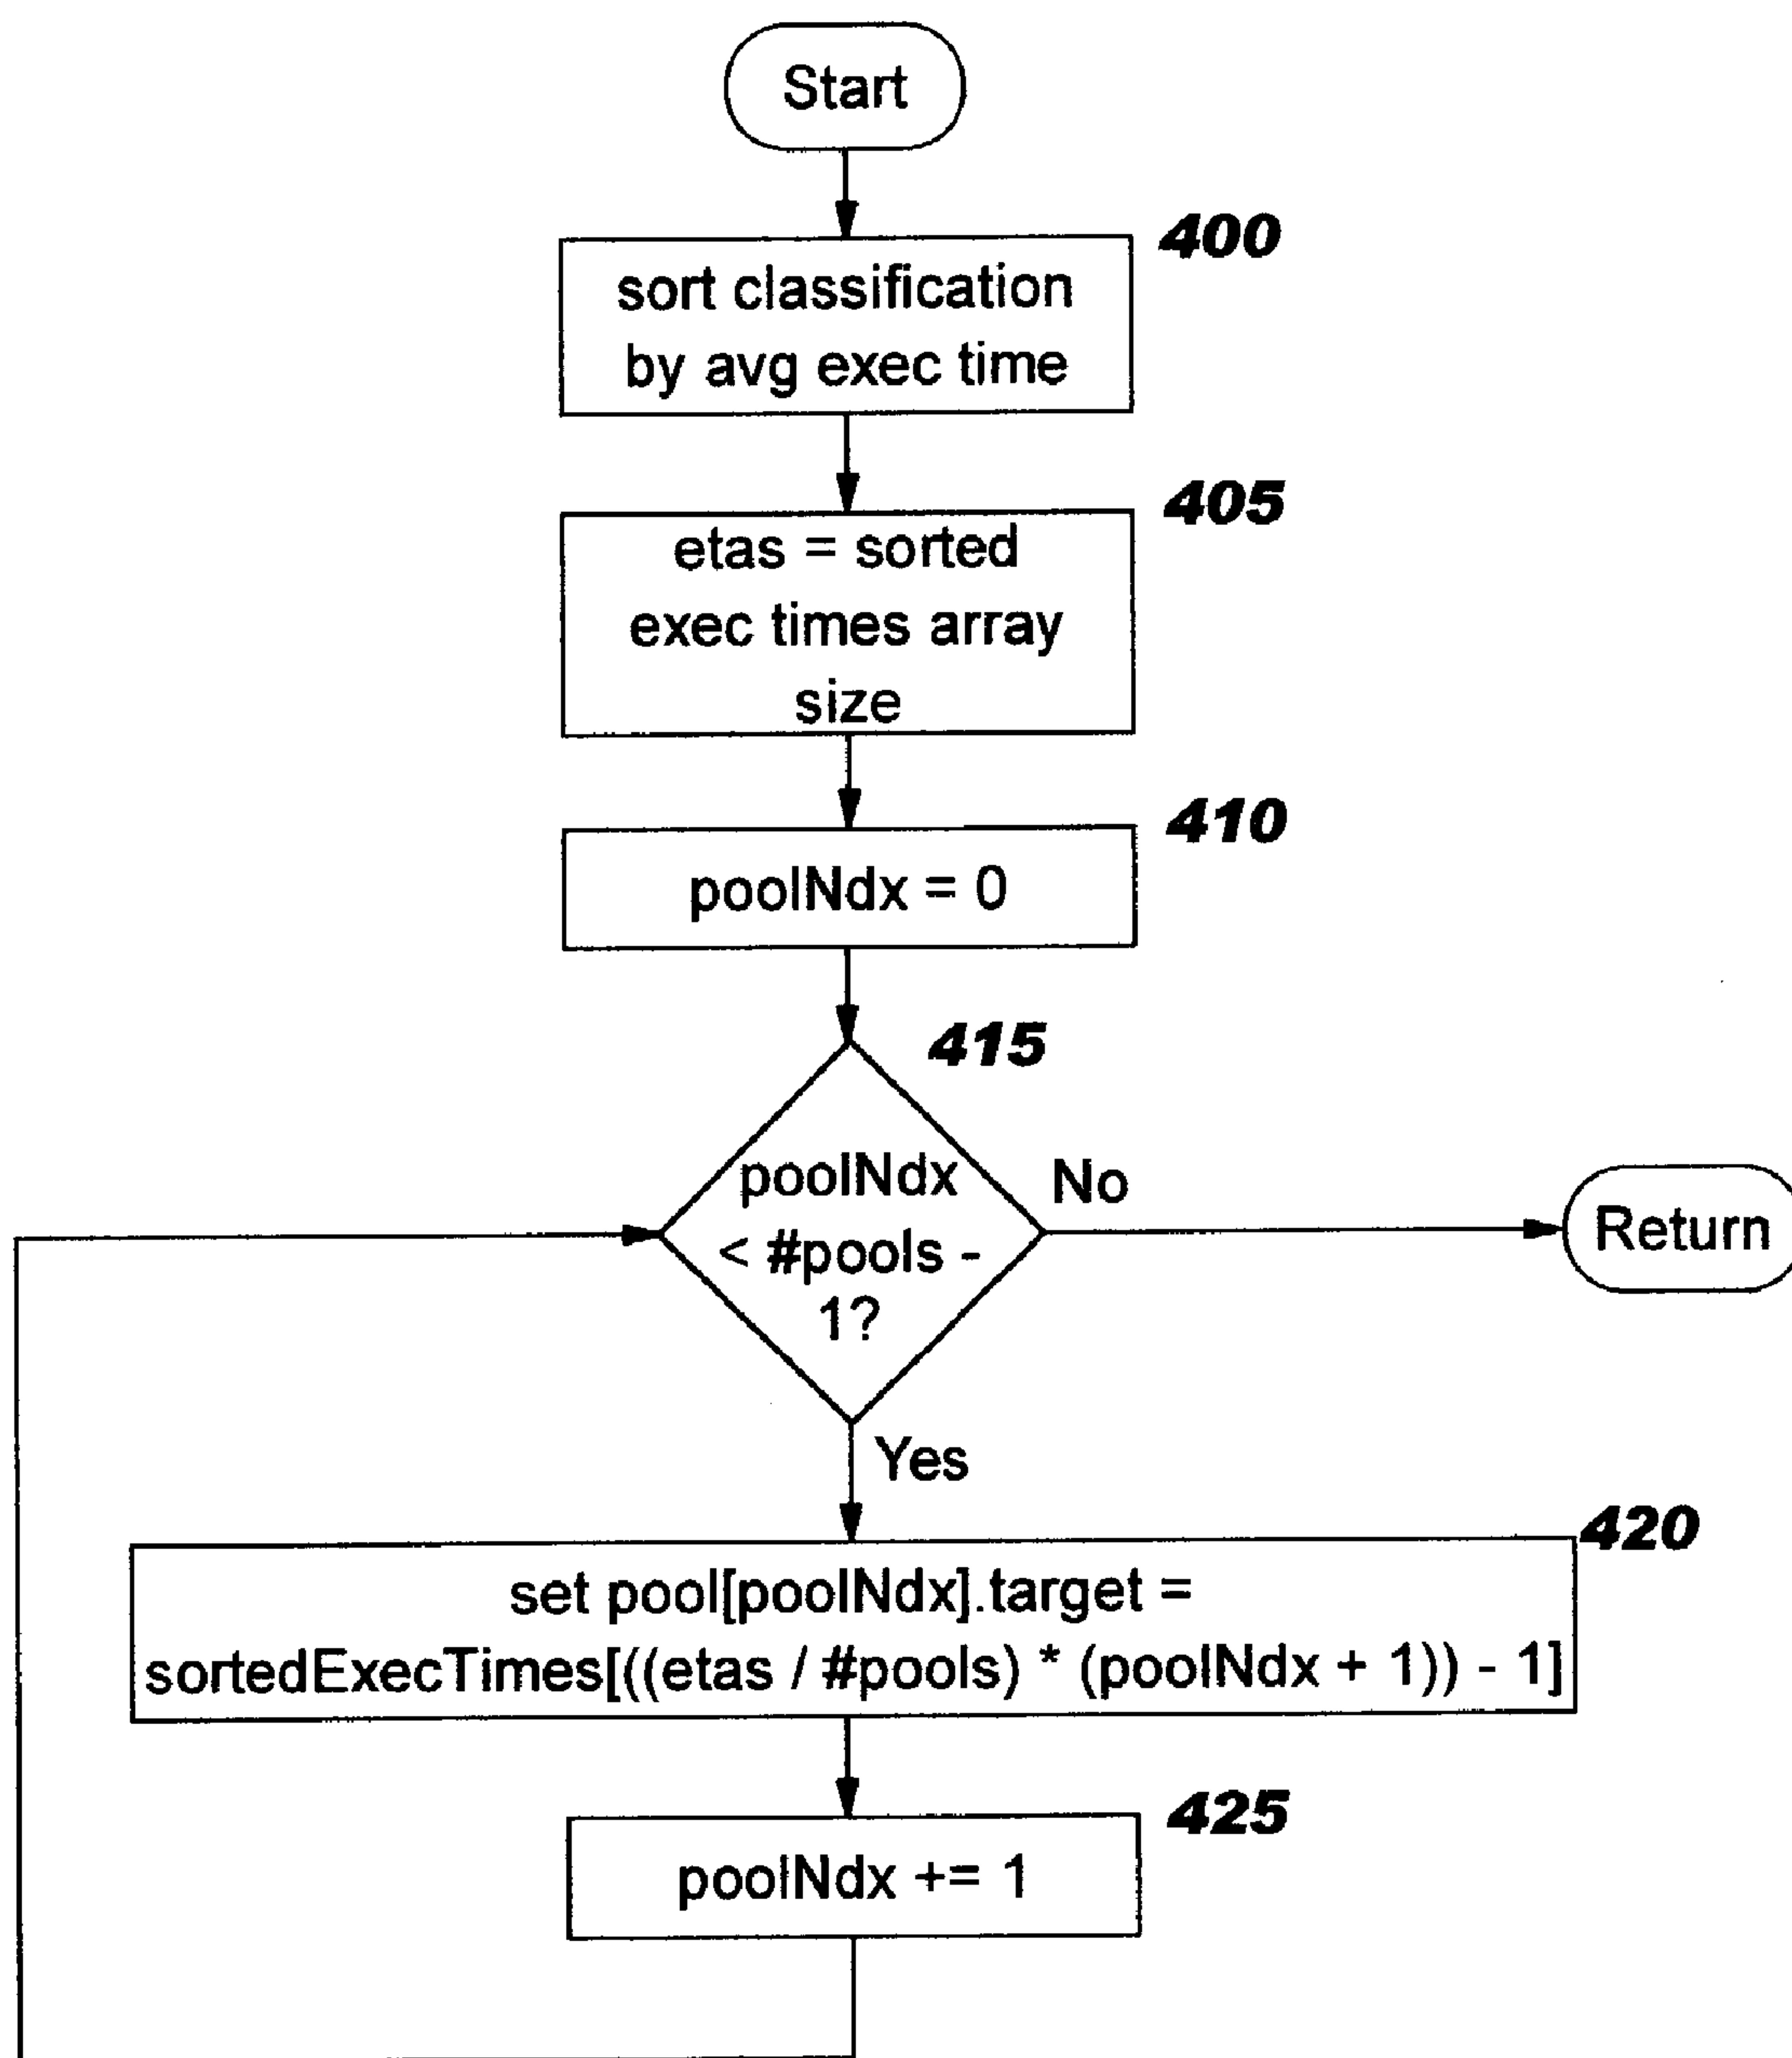 Start
400
sort classification
by avg exec time
405
etas = sorted
exec times array
size
410
poolNdx = 0
415
poolNdx
< #pools -
1?
No
Return
Yes
420
set pool[poolNdx].target =
sortedExecTimes[((etas / #pools) * (poolNdx + 1)) - 1]
425
poolNdx += 1